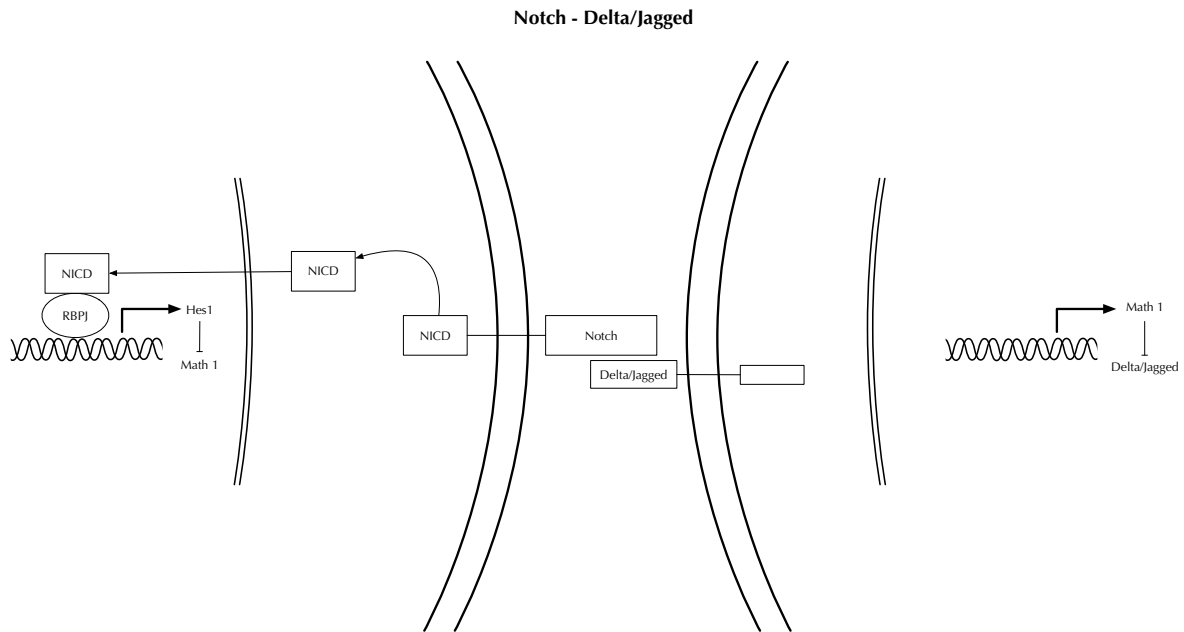 Notch - Delta/Jagged
NICD
NICD
RBPJ
Hes1
Math 1
NICD
Notch
Delta/Jagged
Math 1
Delta/Jagged